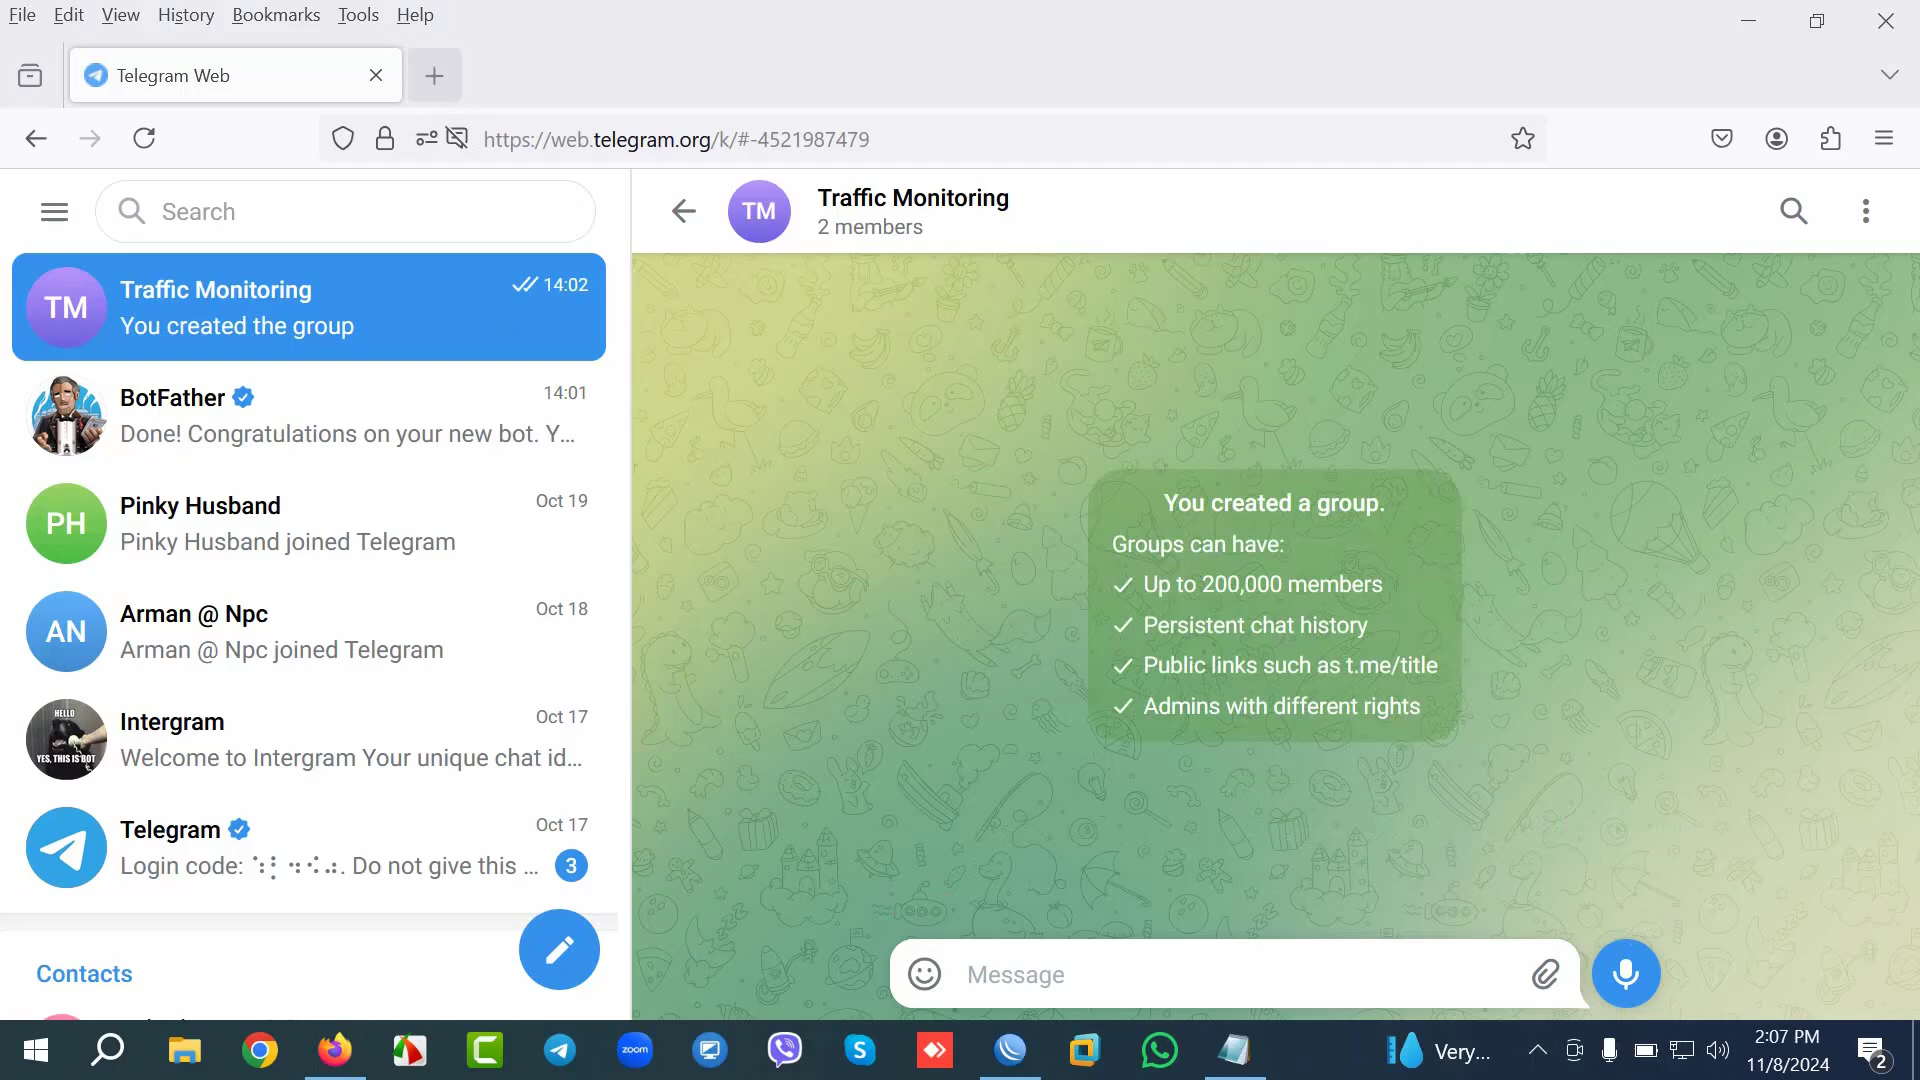 File Edit View History Bookmarks Tools Help
Telegram Web
https://web.telegram.org/k/#-4521987479
Search
TM
Traffic Monitoring
14:02
You created the group
BotFather
14:01
Done! Congratulations on your new bot. Y...
PH
Pinky Husband
Oct 19
Pinky Husband joined Telegram
AN
Arman @ Npc
Oct 18
Arman @ Npc joined Telegram
HELLO
YES, THIS IS BOT
Intergram
Oct 17
Welcome to Intergram Your unique chat id...
Telegram
Oct 17
Login code: . Do not give this ...
3
Contacts
TM
Traffic Monitoring
2 members
You created a group.
Groups can have:
Up to 200,000 members
Persistent chat history
Public links such as t.me/title
Admins with different rights
Message
zoom
Very...
2:07 PM
11/8/2024
2